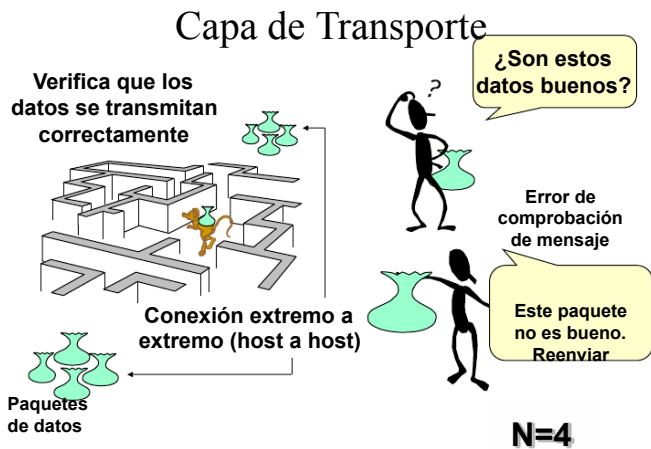 Capa de Transporte
Verifica que los
datos se transmitan
correctamente
¿Son estos
datos buenos?
?
Error de
comprobación
de mensaje
Este paquete
no es bueno.
Reenviar
Conexión extremo a
extremo (host a host)
Paquetes
de datos
N=4